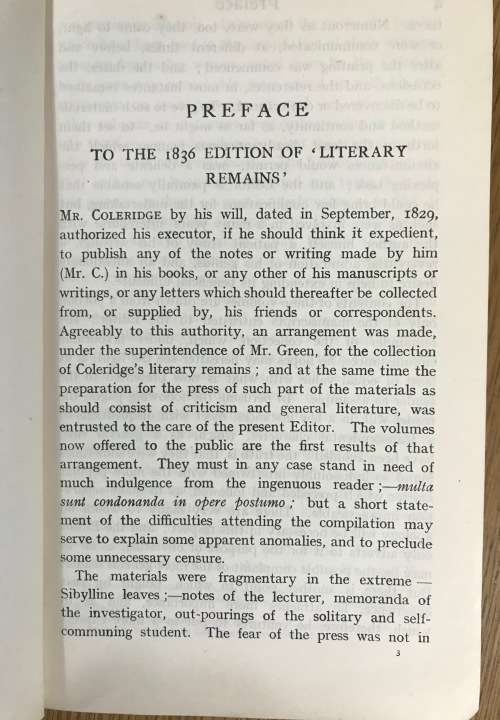 PREFACE
TO THE 1836 EDITION OF ‘LITERARY
REMAINS’
MR. COLERIDGE by his will, dated in September, 1829,
authorized his executor, if he should think it expedient,
to publish any of the notes or writing made by him
(Mr. C.) in his books, or any other of his manuscripts or
writings, or any letters which should thereafter be collected
from, or supplied by, his friends or correspondents.
Agreeably to this authority, an arrangement was made,
under the superintendence of Mr. Green, for the collection
of Coleridge's literary remains ; and at the same time the
preparation for the press of such part of the materials as
should consist of criticism and general literature, was
entrusted to the care of the present Editor. The volumes
now offered to the public are the first results of that
arrangement. They must in any case stand in need of
much indulgence from the ingenuous reader ;—multa
sunt condonanda in opere postumo ; but a short state-
ment of the difficulties attending the compilation may
serve to explain some apparent anomalies, and to preclude
some unnecessary censure.
The materials were fragmentary in the extreme —
Sibylline leaves ;—notes of the lecturer, memoranda of
the investigator, out-pourings of the solitary and self-
communing student. The fear of the press was not in
3